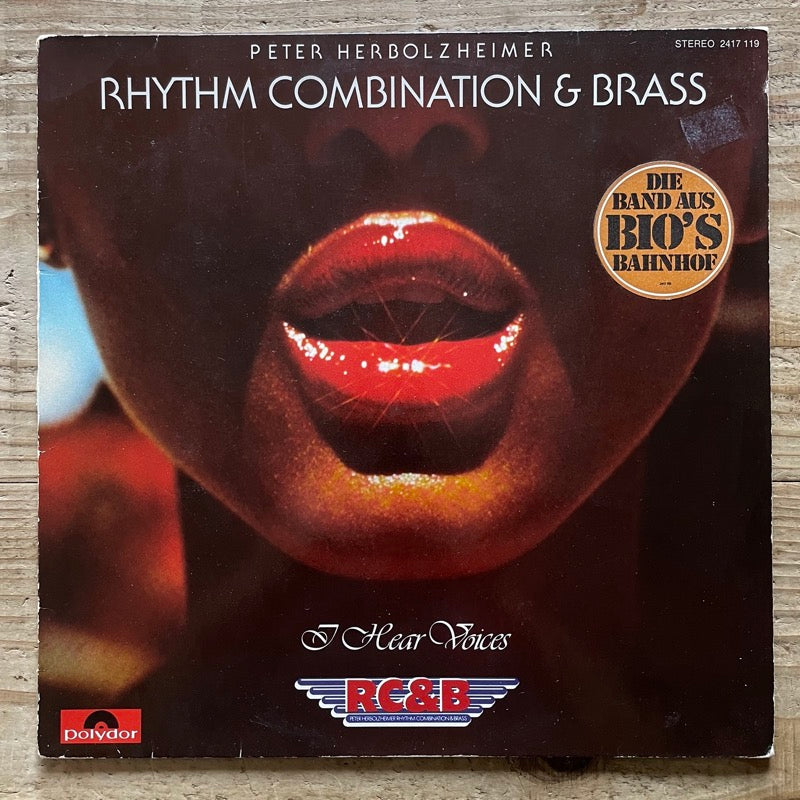 PETER HERBOLZHEIMER
STEREO 2417 119
RHYTHM COMBINATION & BRASS
DIE
BAND AUS
BIO'S
BAHNHOF
I Hear Voices
RC&B
PETER HERBOLZHEIMER RHYTHM COMBINATION & BRASS
polydor